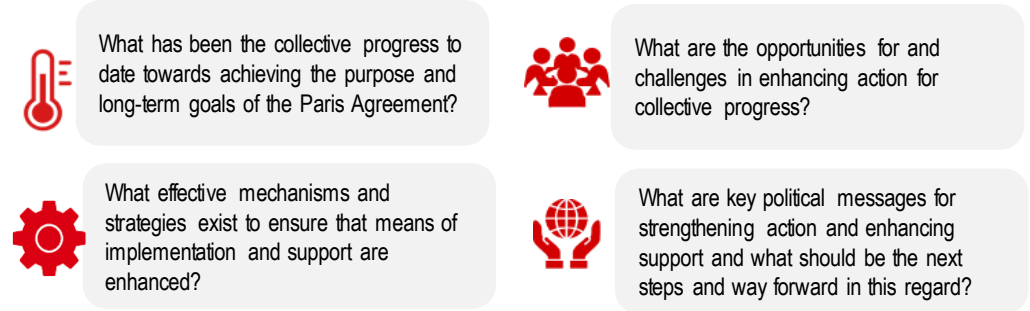 What has been the collective progress to
date towards achieving the purpose and
long-term goals of the Paris Agreement?
What are the opportunities for and
challenges in enhancing action for
collective progress?
What effective mechanisms and
strategies exist to ensure that means of
implementation and support are
enhanced?
What are key political messages for
strengthening action and enhancing
support and what should be the next
steps and way forward in this regard?